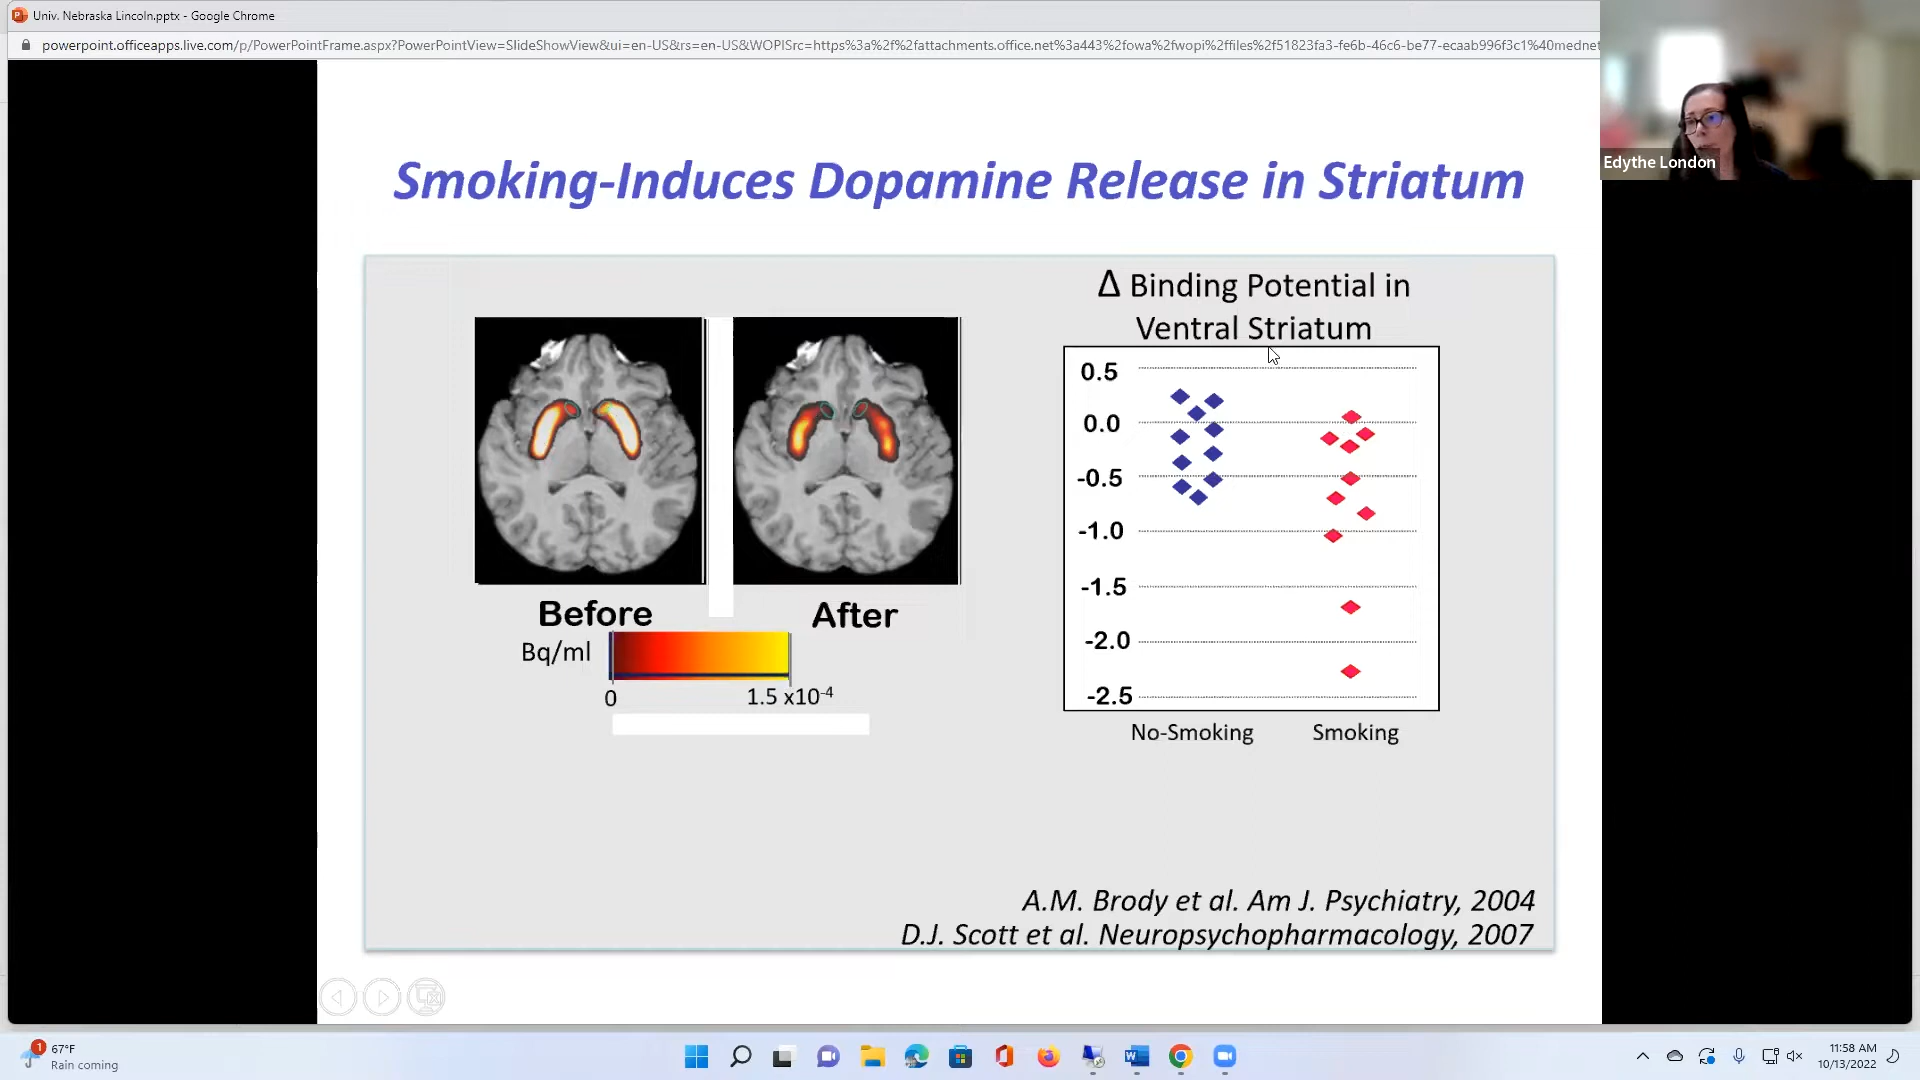 Univ. Nebraska Lincoln.pptx - Google Chrome
powerpoint.officeapps.live.com/p/PowerPointFrame.aspx?PowerPointView=SlideShowView&ui=en-US&rs=en-US&WOPISrc=https%3a%2f%2fattachments.office.net%3a443%2fowa%2fwopi%2ffiles%2f51823fa3-fe6b-46c6-be77-ecaab996f3c1%40mednet
Edythe London
Smoking-Induces Dopamine Release in Striatum
Δ Binding Potential in
Ventral Striatum
0.5
0.0
-0.5
-1.0
-1.5
-2.0
-2.5
No-Smoking Smoking
Before After
Bq/ml
0 1.5 x10-4
A.M. Brody et al. Am J. Psychiatry, 2004
D.J. Scott et al. Neuropsychopharmacology, 2007
1
67°F
Rain coming
11:58 AM
10/13/2022